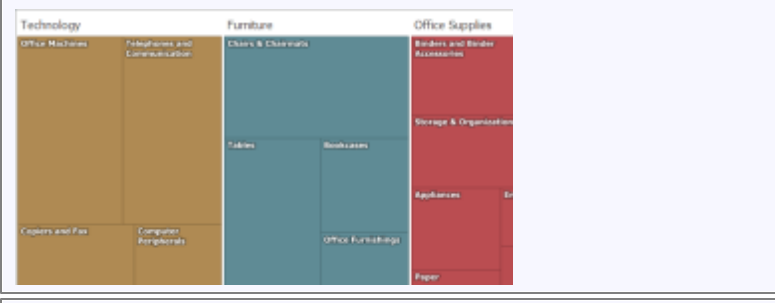 Technology
Furniture
Office Supplies
Office Machines
Telephones and
Communication
Chairs & Chairmats
Binders and Binder
Accessories
Storage & Organization
Tables
Bookcases
Appliances
Copiers and Fax
Computer
Peripherals
Office Furnishings
Paper